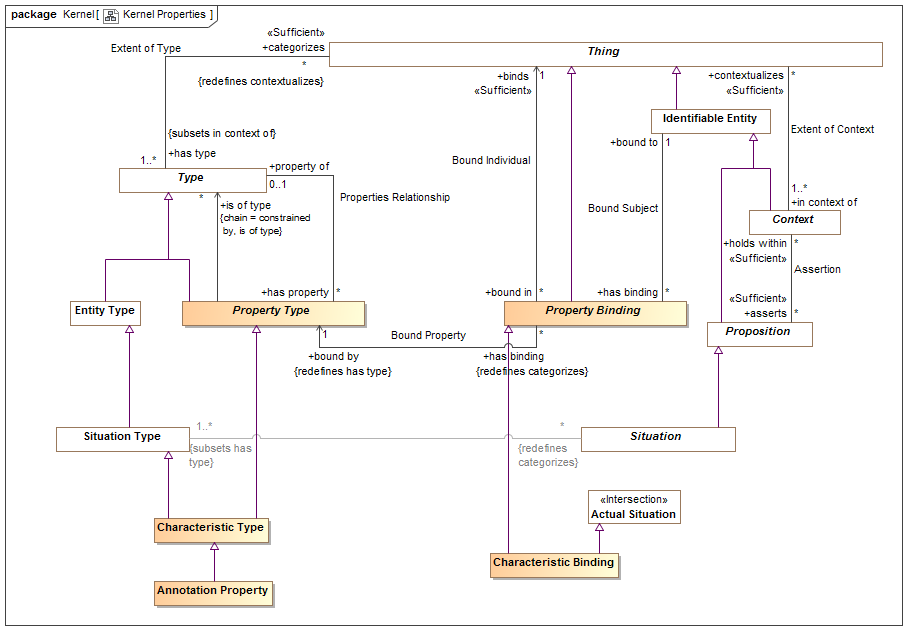 package Kernel[ Kernel Properties ]
«Sufficient»
Extent of Type
+categorizes
*
{redefines contextualizes}
Thing
+binds
1
«Sufficient»
+contextualizes
*
«Sufficient»
Identifiable Entity
+bound to
1
Extent of Context
{subsets in context of}
+has type
1..*
+property of
0..1
Bound Individual
Type
*
+is of type
{chain = constrained
by, is of type}
Properties Relationship
Bound Subject
1..*
+in context of
Context
+holds within
*
«Sufficient»
Assertion
+has property
*
+bound in
*
+has binding
*
«Sufficient»
+asserts
*
Entity Type
Property Type
Property Binding
Proposition
1
Bound Property
*
+bound by
{redefines has type}
+has binding
{redefines categorizes}
1..*
*
Situation Type
Situation
{subsets has
type}
{redefines
categorizes}
«Intersection»
Actual Situation
Characteristic Type
Characteristic Binding
Annotation Property